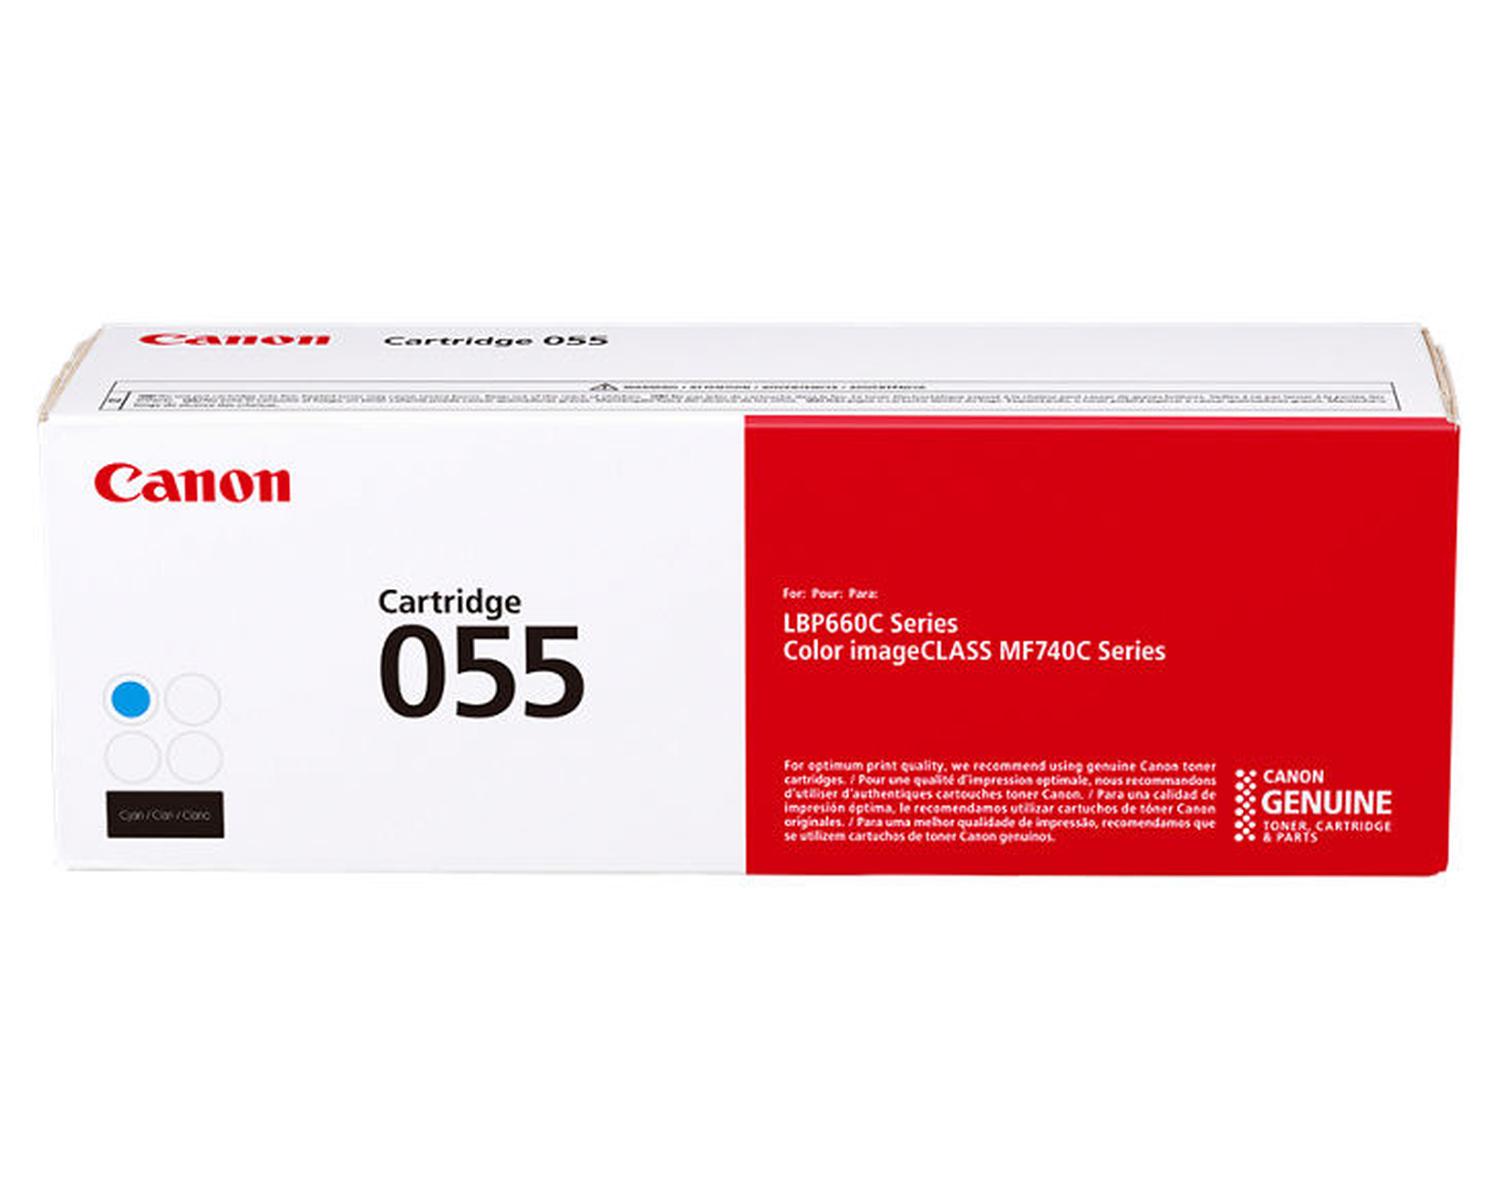 Canon Cartridge 055
Canon
Cartridge
055
Cyan / Cian / Ciano
For: Pour: Para:
LBP660C Series
Color imageCLASS MF740C Series
For optimum print quality, we recommend using genuine Canon toner
cartridges. / Pour une qualité d'impression optimale, nous recommandons
d'utiliser d'authentiques cartouches toner Canon. / Para una calidad de
impresión óptima, le recomendamos utilizar cartuchos de tóner Canon
originales. / Para uma melhor qualidade de impressão, recomendamos que
se utilizem cartuchos de toner Canon genuínos.
CANON
GENUINE
TONER, CARTRIDGE
& PARTS